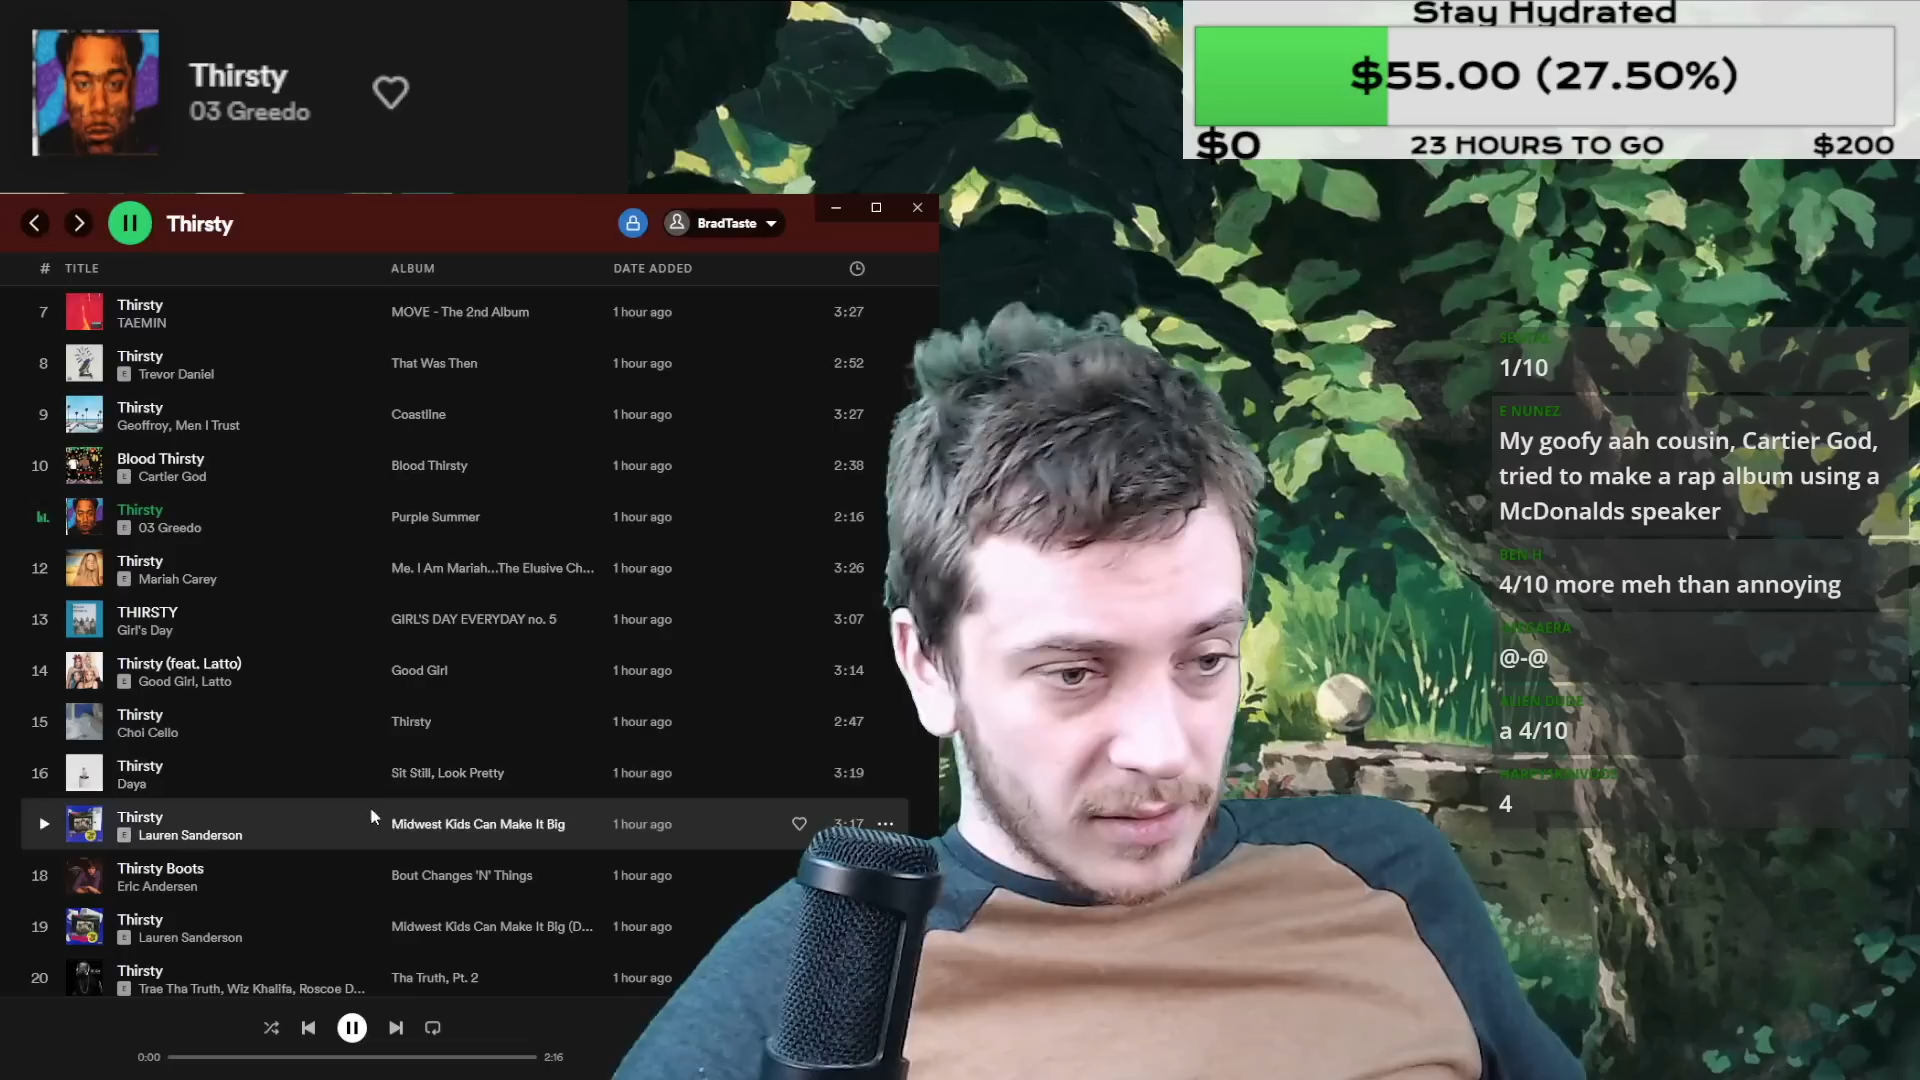 Thirsty
03 Greedo
Stay Hydrated
$55.00 (27.50%)
$0
23 HOURS TO GO
$200
Thirsty
BradTaste
# TITLE ALBUM DATE ADDED
7 Thirsty MOVE - The 2nd Album 1 hour ago 3:27
TAEMIN
8 Thirsty That Was Then 1 hour ago 2:52
E Trevor Daniel
9 Thirsty Coastline 1 hour ago 3:27
Geoffroy, Men I Trust
10 Blood Thirsty Blood Thirsty 1 hour ago 2:38
E Cartier God
Thirsty Purple Summer 1 hour ago 2:16
E 03 Greedo
12 Thirsty Me. I Am Mariah...The Elusive Ch... 1 hour ago 3:26
E Mariah Carey
13 THIRSTY GIRL'S DAY EVERYDAY no. 5 1 hour ago 3:07
Girl's Day
14 Thirsty (feat. Latto) Good Girl 1 hour ago 3:14
E Good Girl, Latto
15 Thirsty Thirsty 1 hour ago 2:47
Choi Cello
16 Thirsty Sit Still, Look Pretty 1 hour ago 3:19
Daya
Thirsty Midwest Kids Can Make It Big 1 hour ago 3:17
E Lauren Sanderson
18 Thirsty Boots Bout Changes 'N' Things 1 hour ago
Eric Andersen
19 Thirsty Midwest Kids Can Make It Big (D... 1 hour ago
E Lauren Sanderson
20 Thirsty Tha Truth, Pt. 2 1 hour ago
E Trae Tha Truth, Wiz Khalifa, Roscoe D...
0:00 2:16
1/10
E NUNEZ
My goofy aah cousin, Cartier God,
tried to make a rap album using a
McDonalds speaker
BEN H
4/10 more meh than annoying
@-@
ALIEN DUDE
a 4/10
4